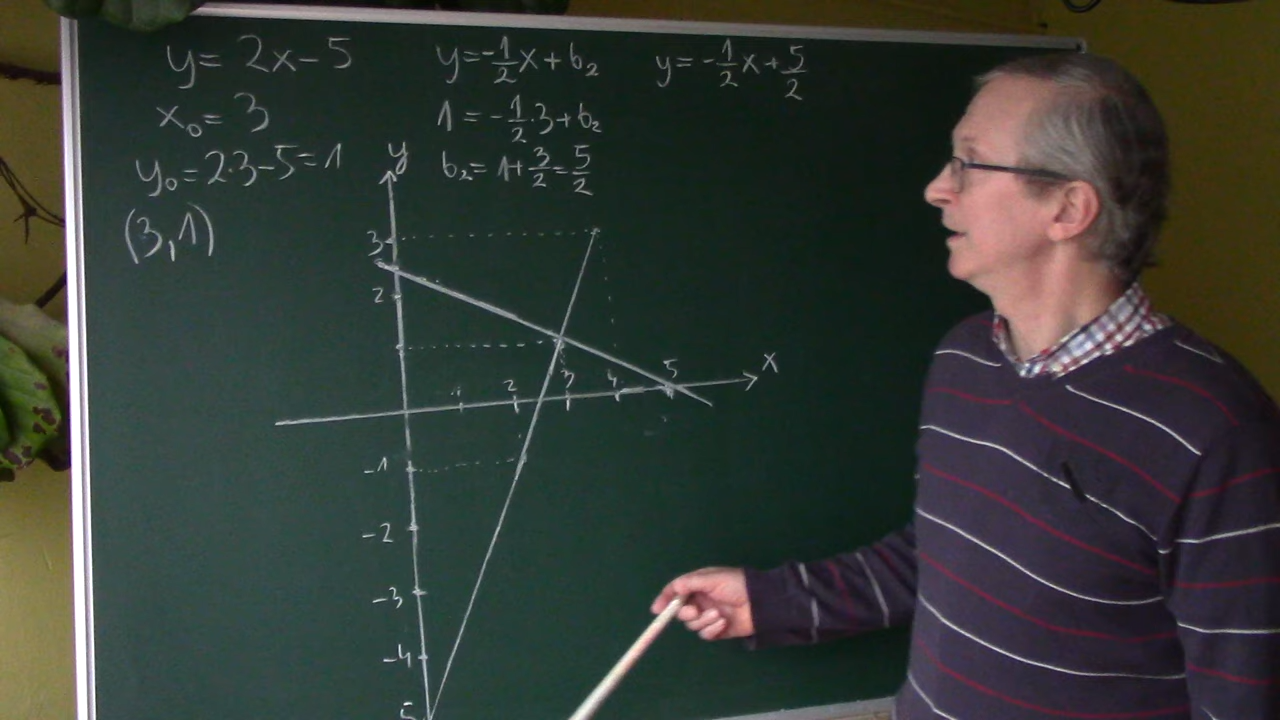 y = 2x - 5
x₀ = 3
y₀ = 2·3 - 5 = 1
(3,1)
y = -1/2 x + b₂
1 = -1/2·3 + b₂
b₂ = 1 + 3/2 = 5/2
y = -1/2 x + 5/2
y
3
2
x
1 2 3 4 5
-1
-2
-3
-4
5